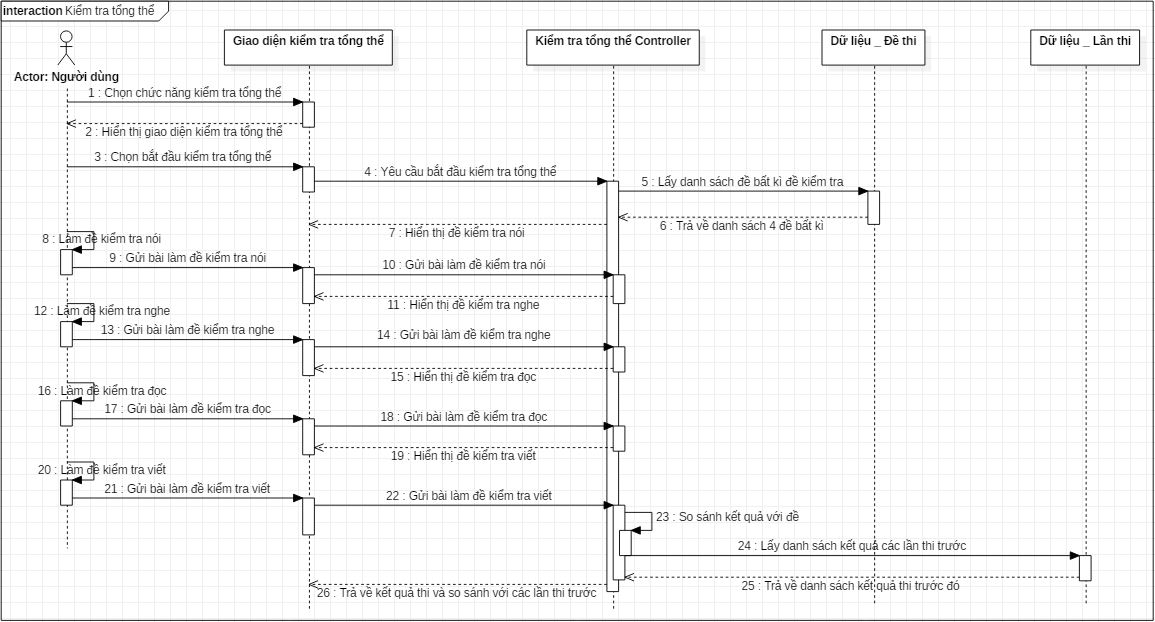 interaction Kiểm tra tổng thể
Giao diện kiểm tra tổng thể
Kiểm tra tổng thể Controller
Dữ liệu _ Đề thi
Dữ liệu _ Lần thi
Actor: Người dùng
1 : Chọn chức năng kiểm tra tổng thể
2 : Hiển thị giao diện kiểm tra tổng thể
3 : Chọn bắt đầu kiểm tra tổng thể
4 : Yêu cầu bắt đầu kiểm tra tổng thể
5 : Lấy danh sách đề bất kì đề kiểm tra
6 : Trả về danh sách 4 đề bất kì
7 : Hiển thị đề kiểm tra nói
8 : Làm đề kiểm tra nói
9 : Gửi bài làm đề kiểm tra nói
10 : Gửi bài làm đề kiểm tra nói
11 : Hiển thị đề kiểm tra nghe
12 : Làm đề kiểm tra nghe
13 : Gửi bài làm đề kiểm tra nghe
14 : Gửi bài làm đề kiểm tra nghe
15 : Hiển thị đề kiểm tra đọc
16 : Làm đề kiểm tra đọc
17 : Gửi bài làm đề kiểm tra đọc
18 : Gửi bài làm đề kiểm tra đọc
19 : Hiển thị đề kiểm tra viết
20 : Làm đề kiểm tra viết
21 : Gửi bài làm đề kiểm tra viết
22 : Gửi bài làm đề kiểm tra viết
23 : So sánh kết quả với đề
24 : Lấy danh sách kết quả các lần thi trước
25 : Trả về danh sách kết quả thi trước đó
26 : Trả về kết quả thi và so sánh với các lần thi trước